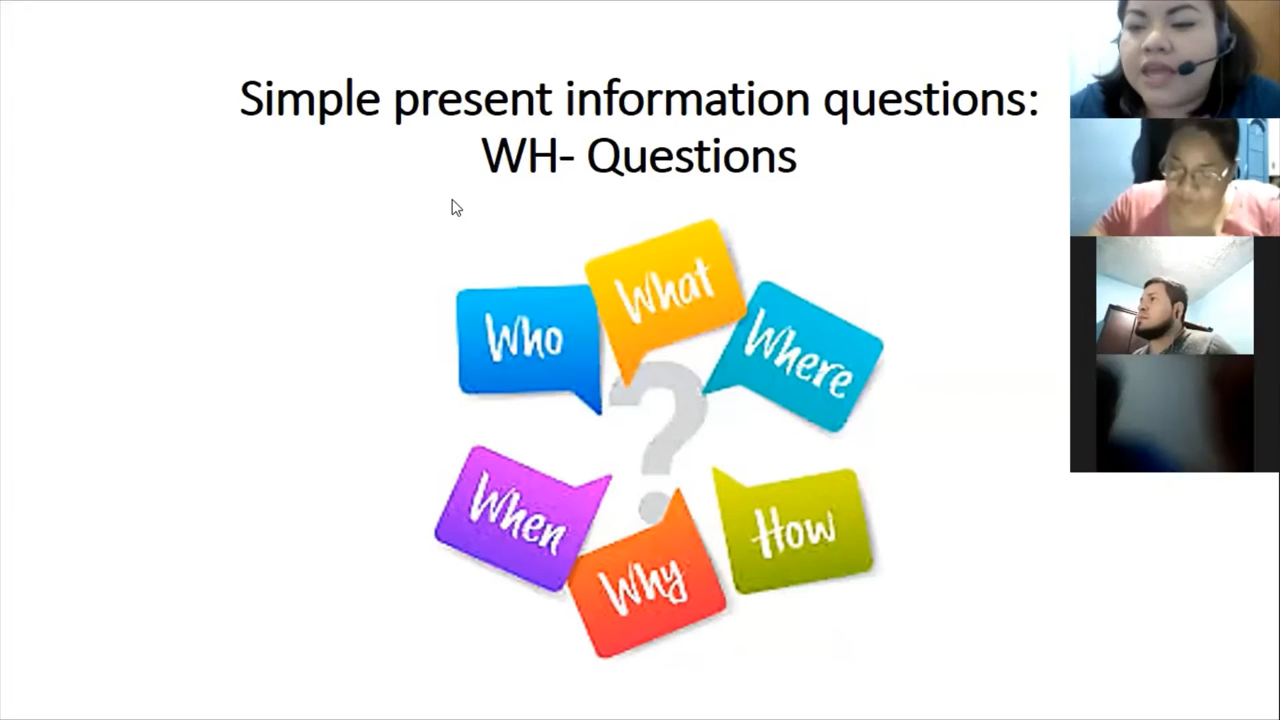 Simple present information questions:
WH- Questions
What
Who
Where
When
How
Why